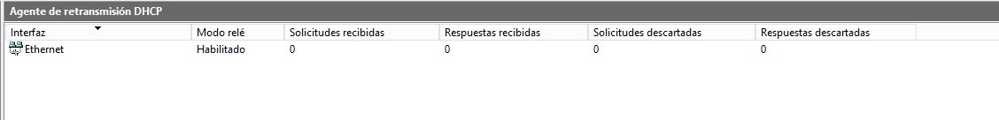 Agente de retransmisión DHCP
Interfaz Modo relé Solicitudes recibidas Respuestas recibidas Solicitudes descartadas Respuestas descartadas
Ethernet Habilitado 0 0 0 0